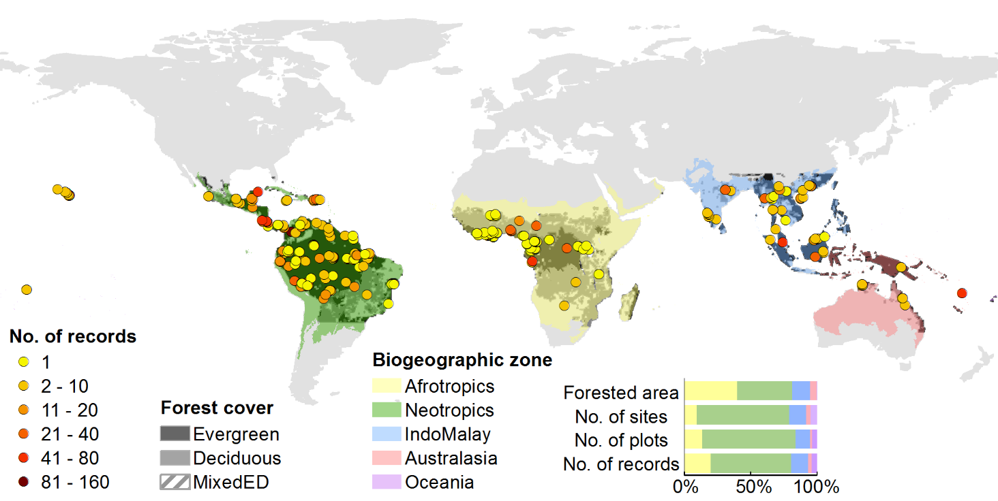 No. of records
1
2 - 10
11 - 20
21 - 40
41 - 80
81 - 160
Forest cover
Evergreen
Deciduous
MixedED
Biogeographic zone
Afrotropics
Neotropics
IndoMalay
Australasia
Oceania
Forested area
No. of sites
No. of plots
No. of records
0% 50% 100%